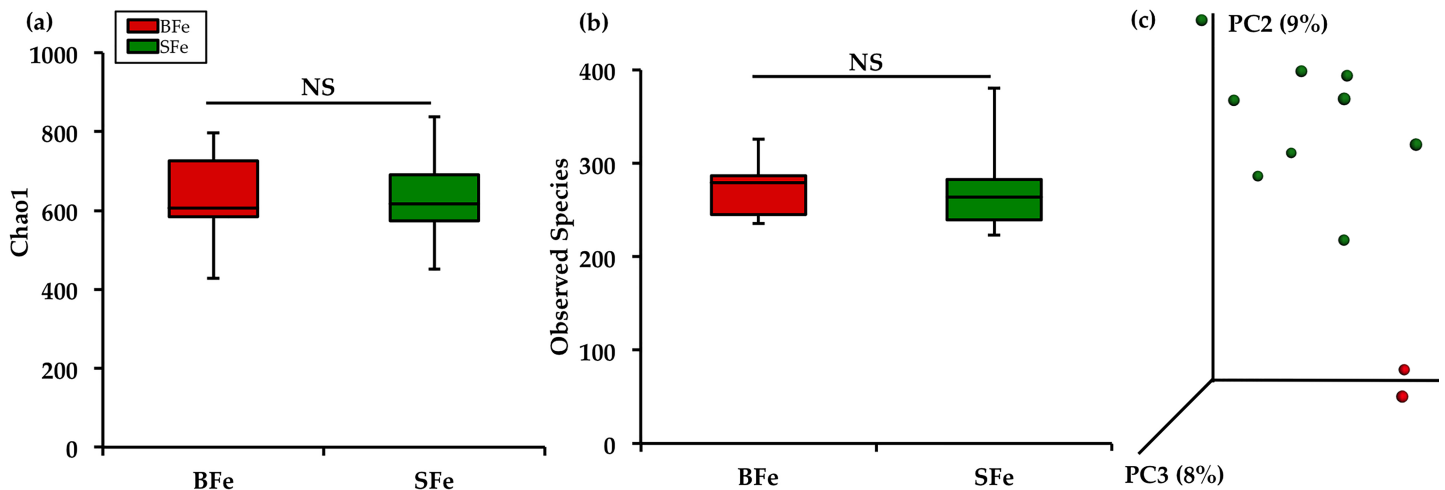 (a)
BFe
SFe
1000
800
600
400
200
0
Chao1
NS
BFe
SFe
(b)
400
300
200
100
0
Observed Species
NS
BFe
SFe
(c)
PC2 (9%)
PC3 (8%)